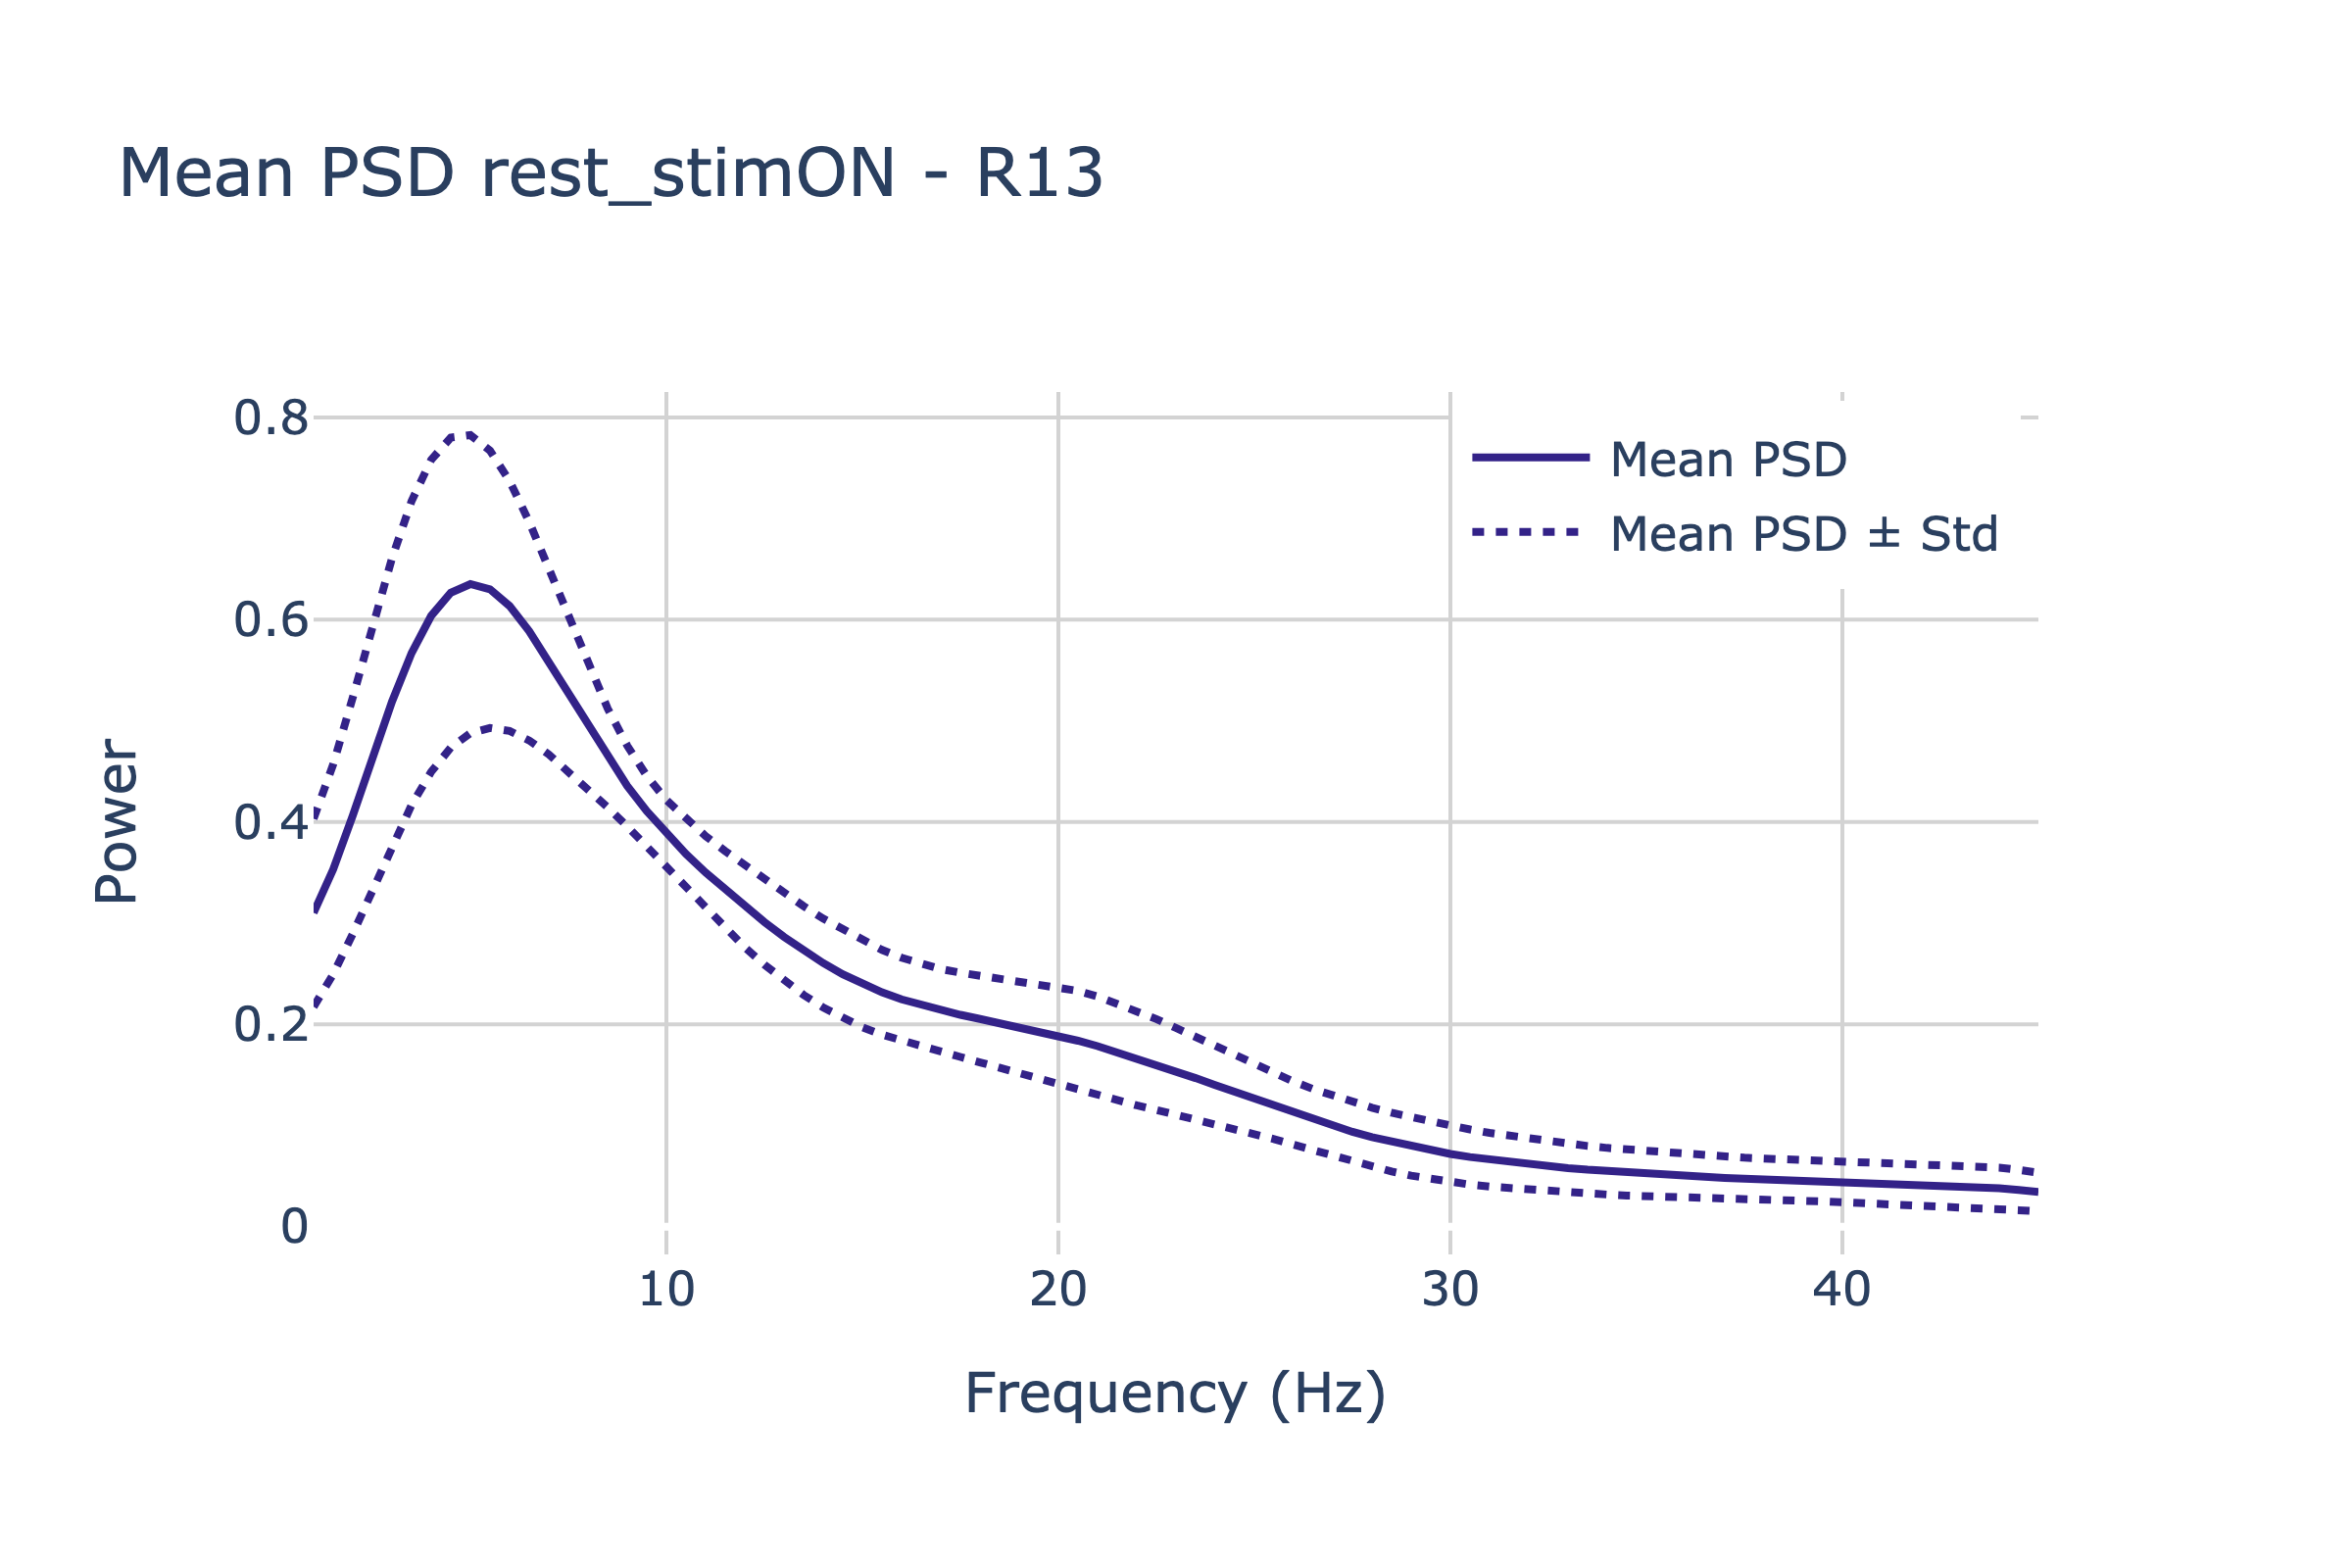 Mean PSD rest_stimON - R13
Mean PSD
Mean PSD ± Std
Power
0.8
0.6
0.4
0.2
0
10 20 30 40
Frequency (Hz)